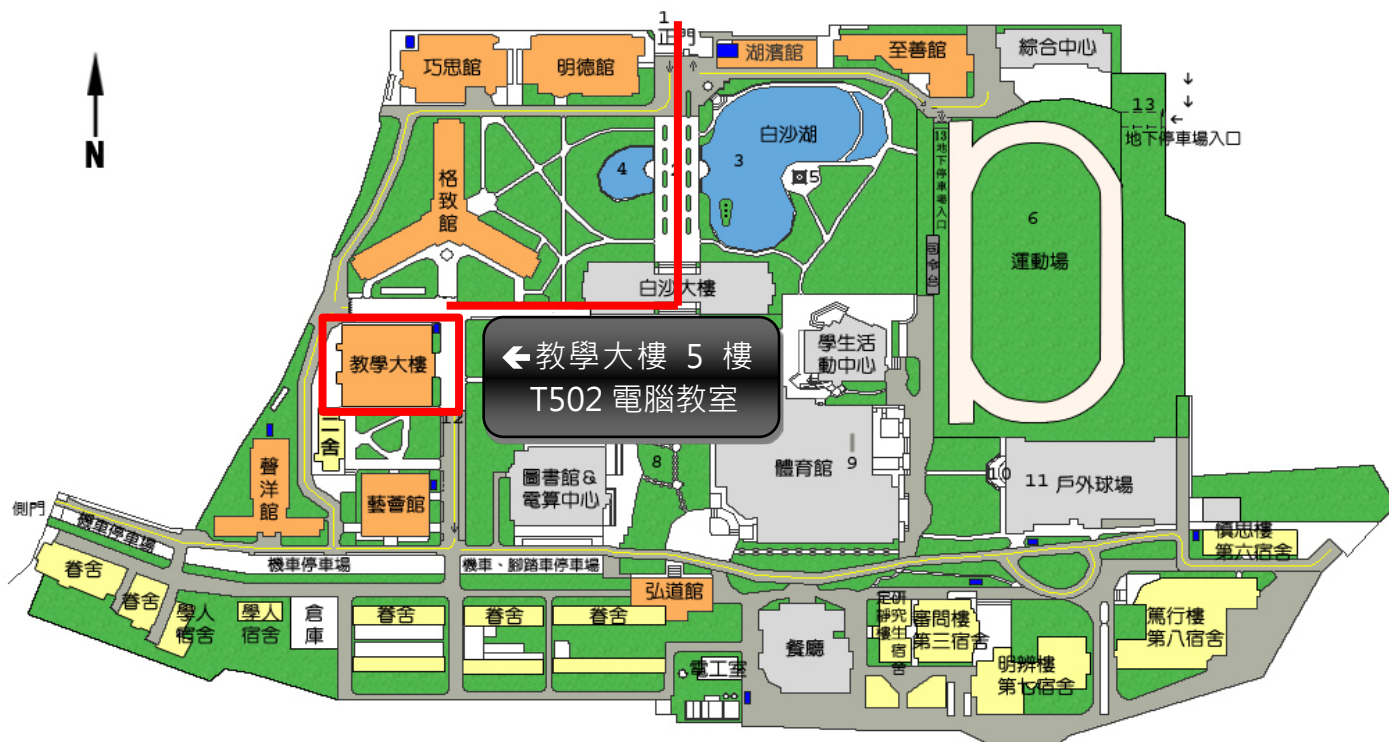 1
正門
N
巧思館
明德館
湖濱館
至善館
綜合中心
白沙湖
4
2
3
5
13
地下停車場入口
13地下停車場入口
格致館
6
運動場
司令台
白沙大樓
教學大樓
←教學大樓 5 樓
T502 電腦教室
學生活
動中心
12
二舍
聲洋館
藝薈館
圖書館&
電算中心
8
體育館
9
10
11 戶外球場
側門
機車停車場
機車停車場
機車、腳踏車停車場
慎思樓
第六宿舍
眷舍
眷舍
學人
宿舍
學人
宿舍
倉庫
眷舍
眷舍
眷舍
弘道館
電工室
餐廳
研究生宿舍
定靜樓
審問樓
第三宿舍
明辨樓
第七宿舍
篤行樓
第八宿舍